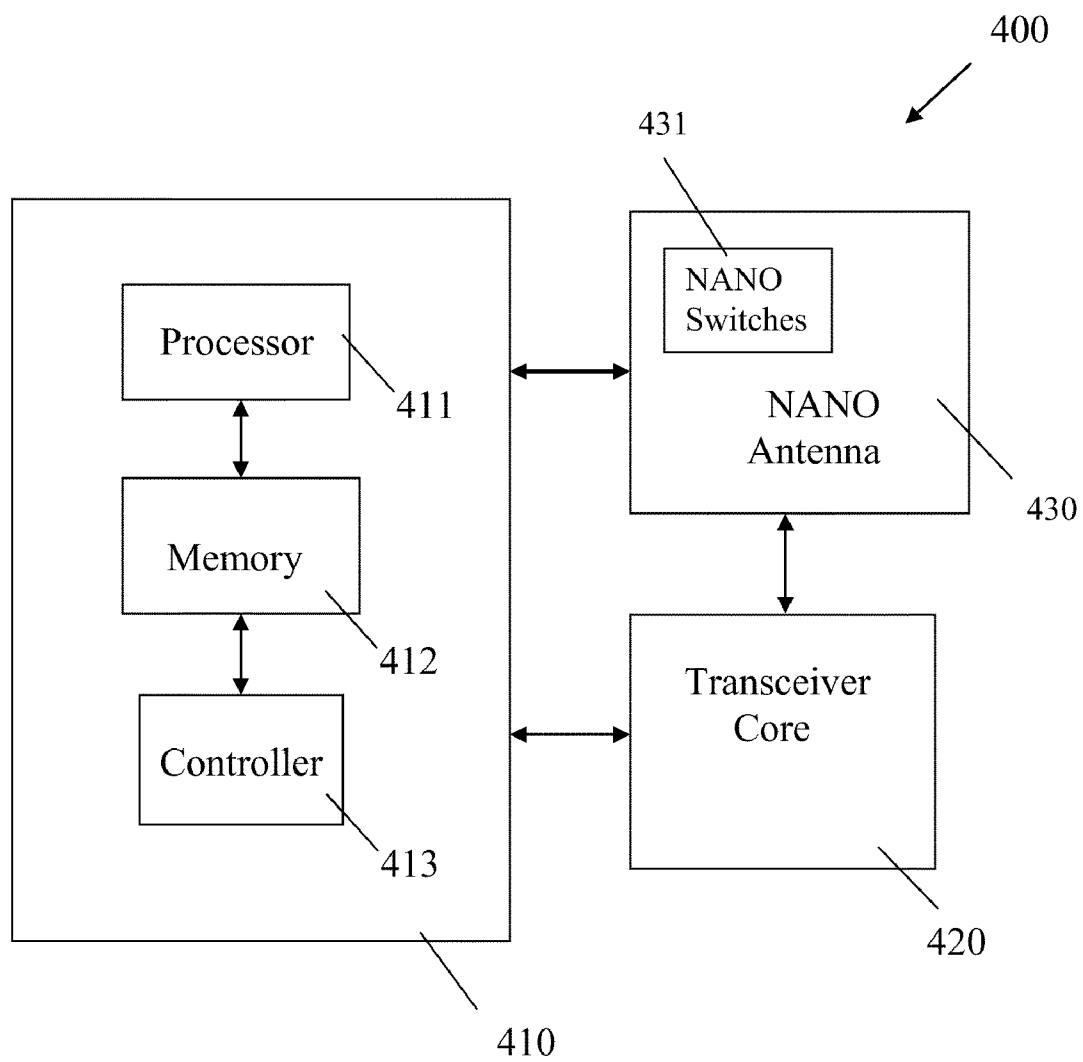 400
431
NANO
Switches
Processor
411
NANO
Antenna
430
Memory
412
Transceiver
Core
Controller
413
420
410